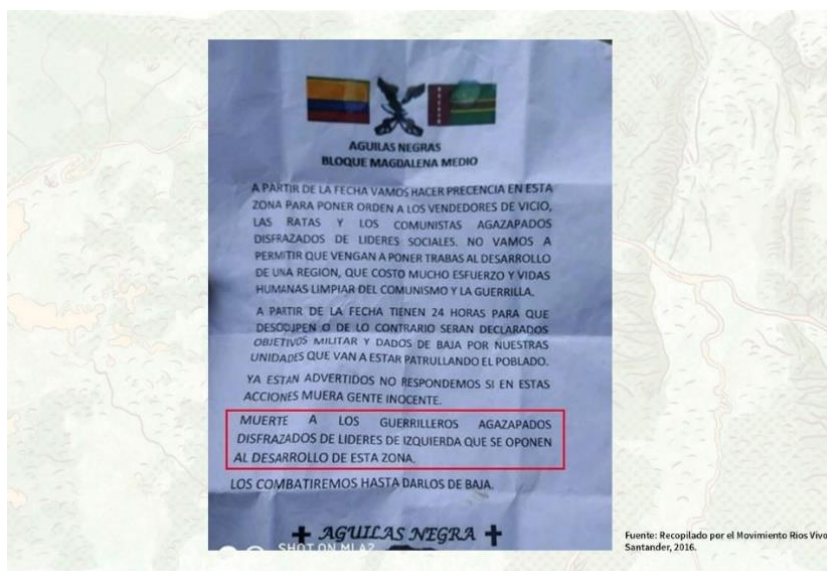 AGUILAS NEGRAS
BLOQUE MAGDALENA MEDIO
A PARTIR DE LA FECHA VAMOS HACER PRECENCIA EN ESTA
ZONA PARA PONER ORDEN A LOS VENDEDORES DE VICIO,
LAS RATAS Y LOS COMUNISTAS AGAZAPADOS
DISFRAZADOS DE LIDERES SOCIALES. NO VAMOS A
PERMITIR QUE VENGAN A PONER TRABAS AL DESARROLLO
DE UNA REGIÓN, QUE COSTO MUCHO ESFUERZO Y VIDAS
HUMANAS LIMPIAR DEL COMUNISMO Y LA GUERRILLA.
A PARTIR DE LA FECHA TIENEN 24 HORAS PARA QUE
DESOCUPEN O DE LO CONTRARIO SERAN DECLARADOS
OBJETIVOS MILITAR Y DADOS DE BAJA POR NUESTRAS
UNIDADES QUE VAN A ESTAR PATRULLANDO EL POBLADO.
YA ESTAN ADVERTIDOS NO RESPONDEMOS SI EN ESTAS
ACCIONES MUERA GENTE INOCENTE.
MUERTE A LOS GUERRILLEROS AGAZAPADOS
DISFRAZADOS DE LIDERES DE IZQUIERDA QUE SE OPONEN
AL DESARROLLO DE ESTA ZONA.
LOS COMBATIREMOS HASTA DARLOS DE BAJA.
AGUILAS NEGRA
SHOT ON MI A2
Fuente: Recopilado por el Movimiento Ríos Vivos
Santander, 2016.